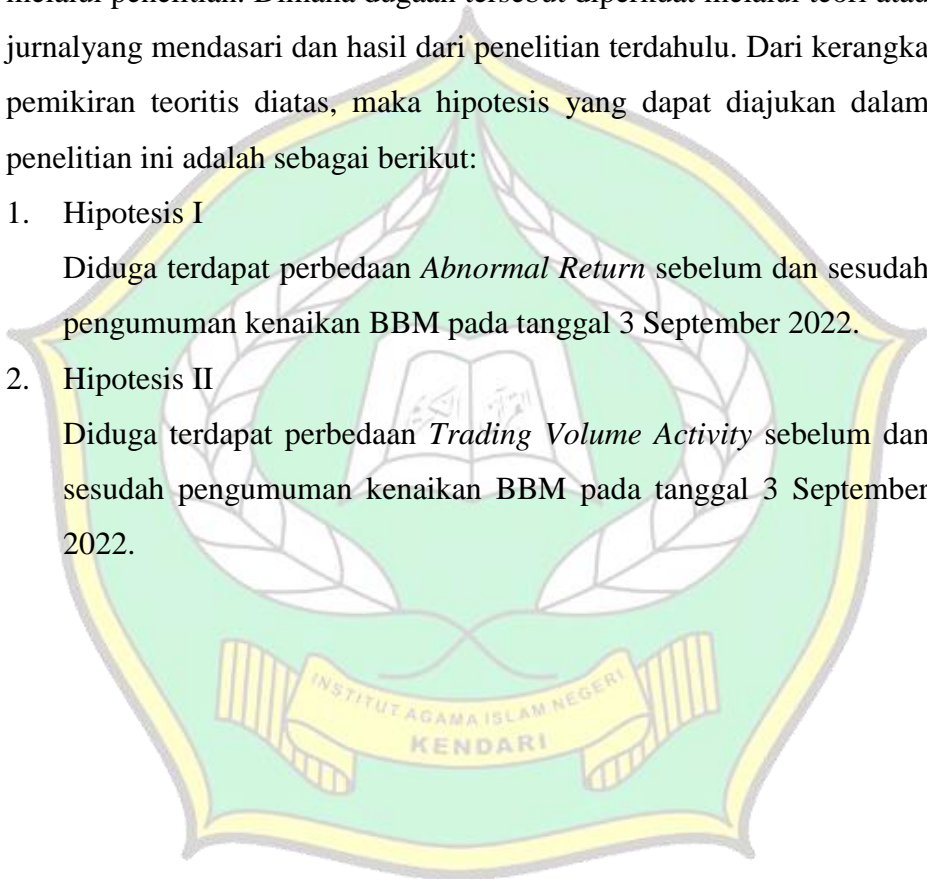 melalui penelitian. Dimana dugaan tersebut diperkuat melalui teori atau
jurnalyang mendasari dan hasil dari penelitian terdahulu. Dari kerangka
pemikiran teoritis diatas, maka hipotesis yang dapat diajukan dalam
penelitian ini adalah sebagai berikut:
1. Hipotesis I
Diduga terdapat perbedaan Abnormal Return sebelum dan sesudah
pengumuman kenaikan BBM pada tanggal 3 September 2022.
2. Hipotesis II
Diduga terdapat perbedaan Trading Volume Activity sebelum dan
sesudah pengumuman kenaikan BBM pada tanggal 3 September
2022.
INSTITUT AGAMA ISLAM NEGERI
KENDARI